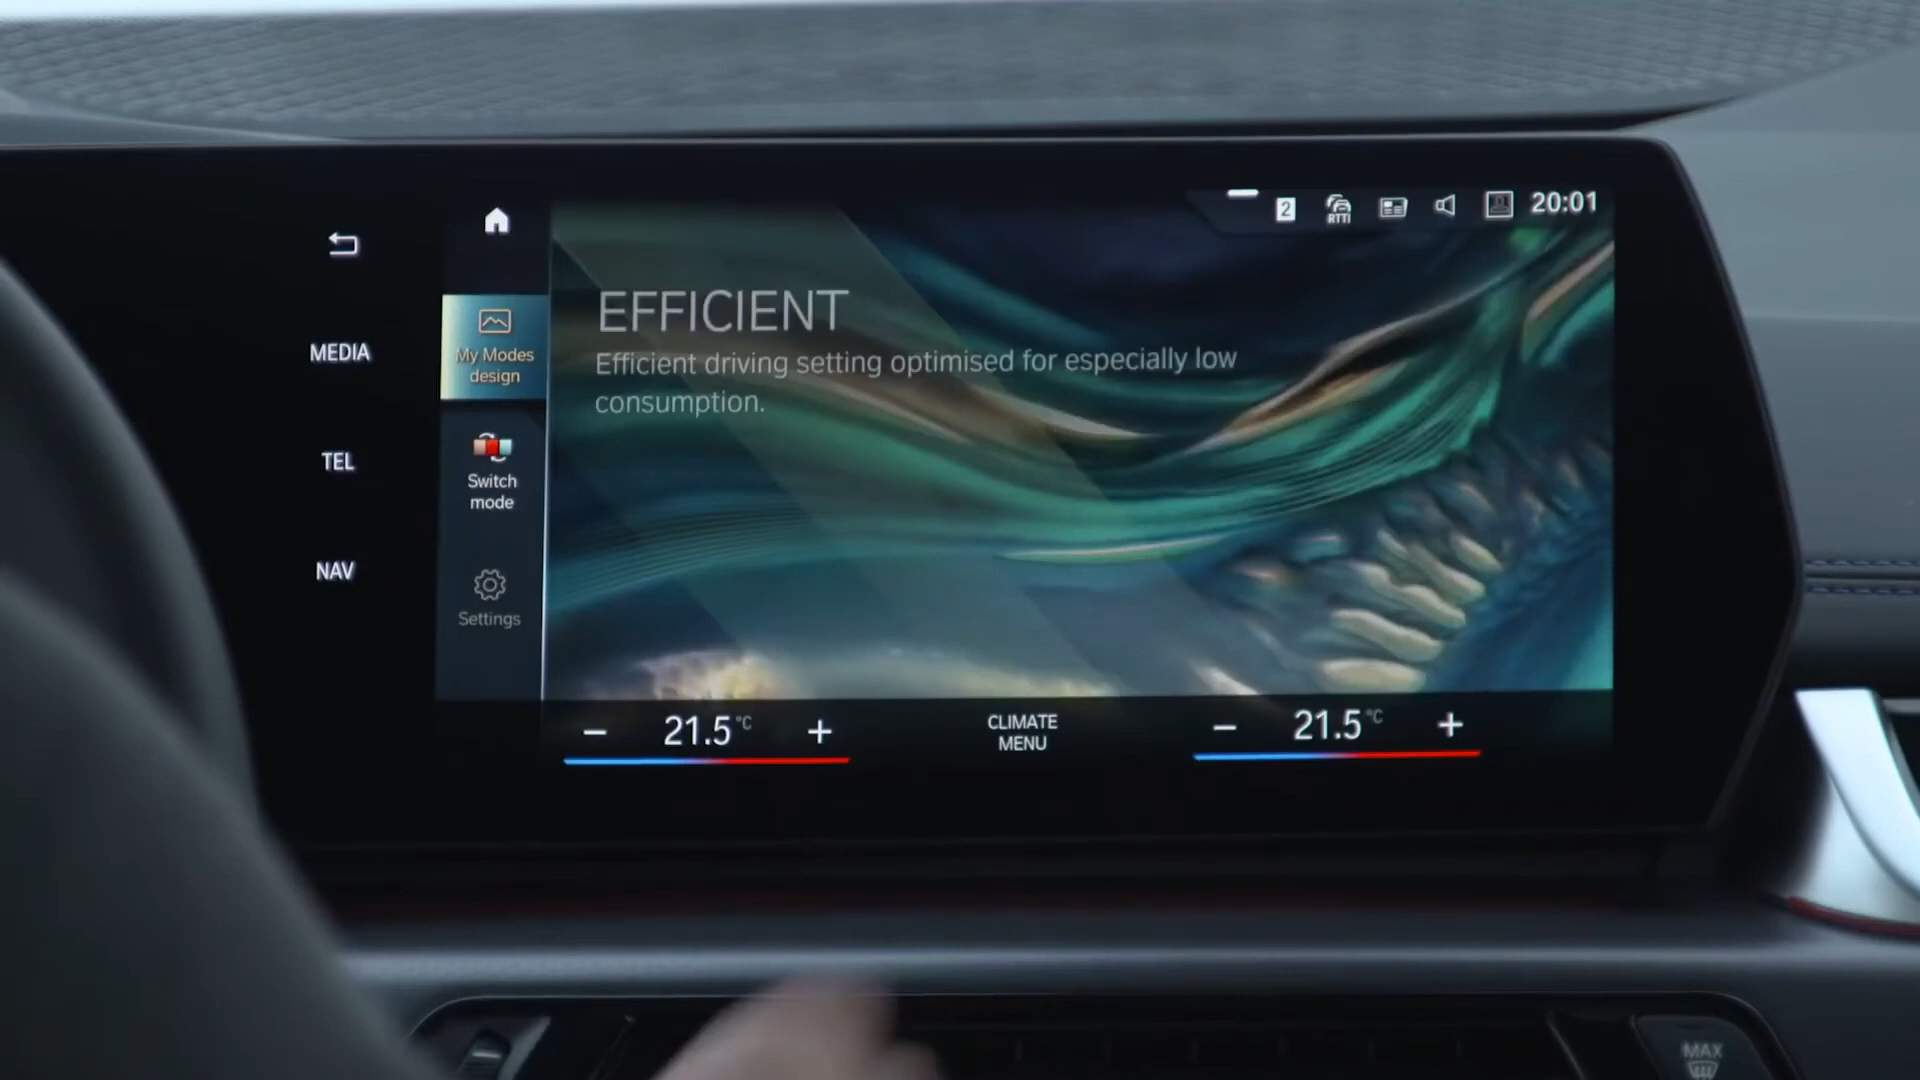 2
RTTI
20:01
MEDIA
TEL
NAV
My Modes
design
Switch
mode
Settings
EFFICIENT
Efficient driving setting optimised for especially low
consumption.
− 21.5 °C +
CLIMATE
MENU
− 21.5 °C +
MAX